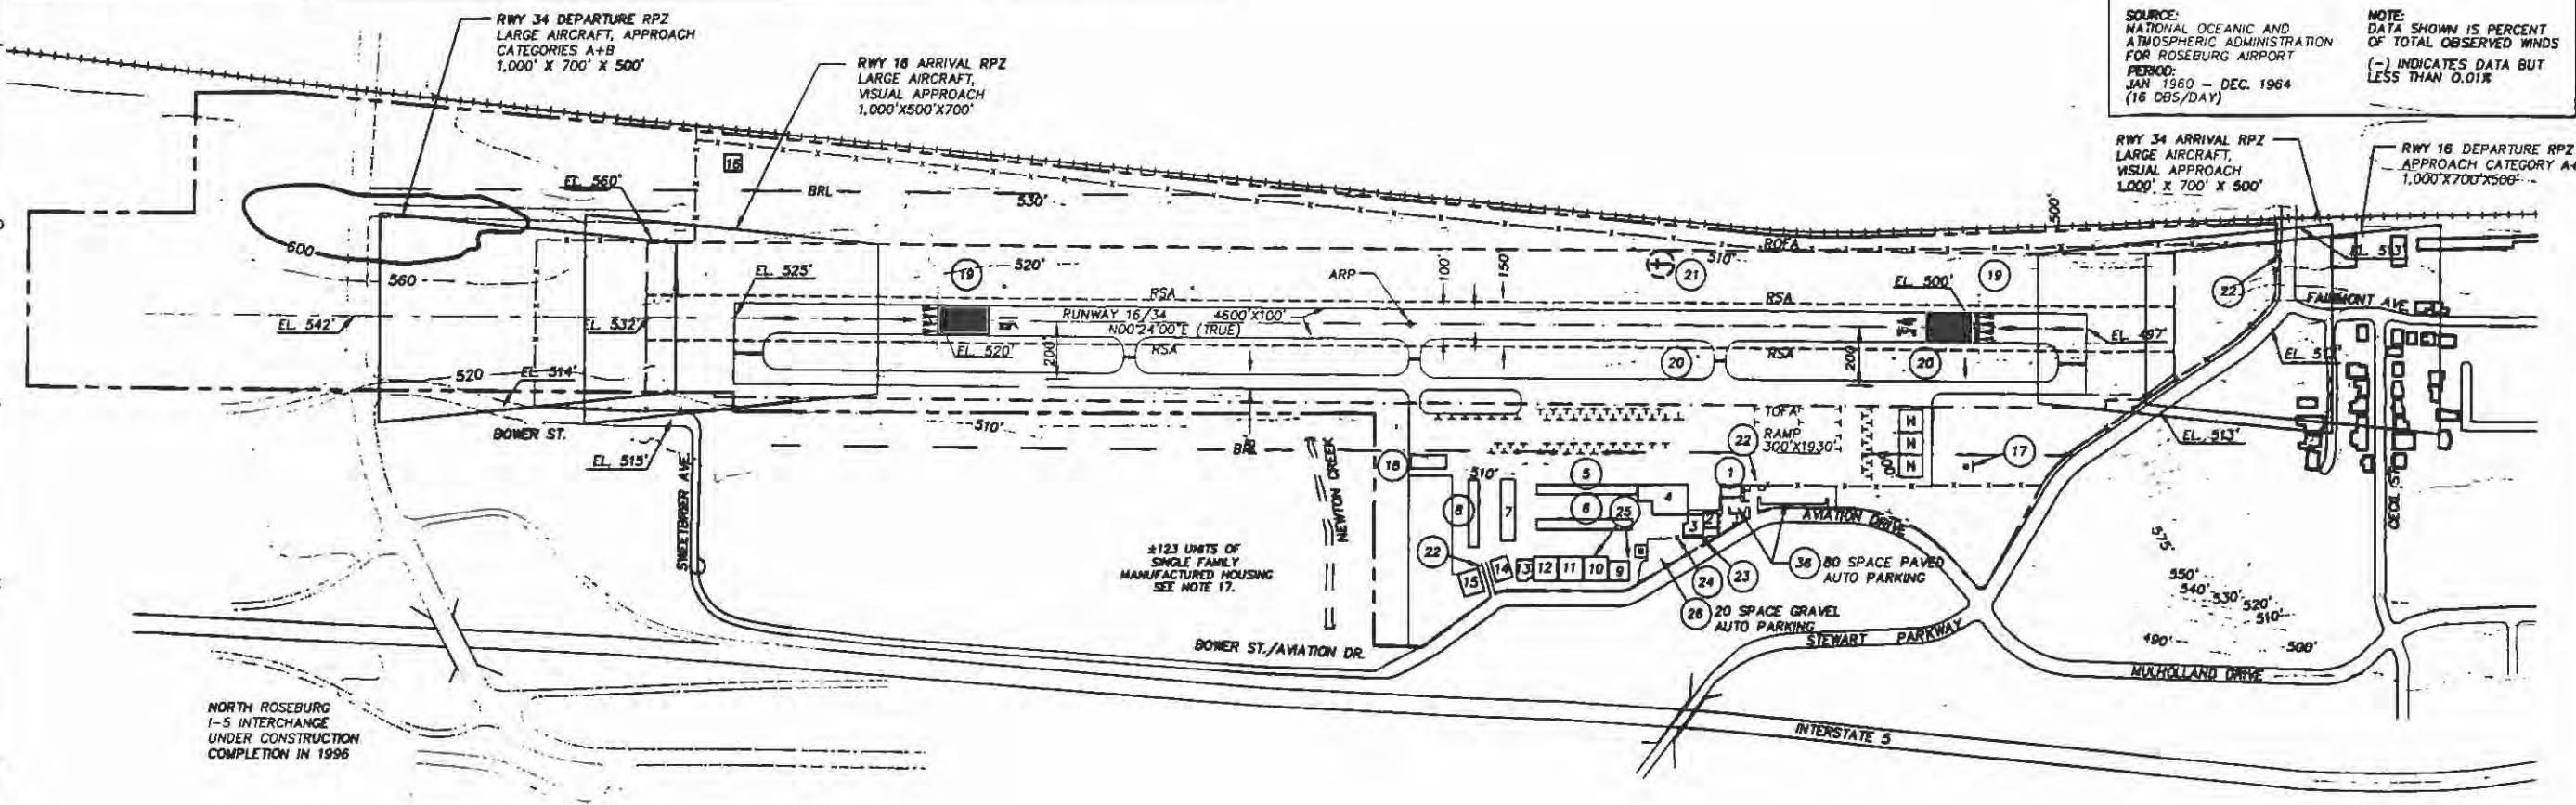 RWY 34 DEPARTURE RPZ
LARGE AIRCRAFT, APPROACH
CATEGORIES A+B
1,000' X 700' X 500'
RWY 16 ARRIVAL RPZ
LARGE AIRCRAFT,
VISUAL APPROACH
1,000'X500'X700'
SOURCE:
NATIONAL OCEANIC AND
ATMOSPHERIC ADMINISTRATION
FOR ROSEBURG AIRPORT
PERIOD:
JAN 1960 – DEC. 1964
(16 OBS/DAY)
NOTE:
DATA SHOWN IS PERCENT
OF TOTAL OBSERVED WINDS
(–) INDICATES DATA BUT
LESS THAN 0.01%
RWY 34 ARRIVAL RPZ
LARGE AIRCRAFT,
VISUAL APPROACH
1,000' X 700' X 500'
RWY 16 DEPARTURE RPZ
APPROACH CATEGORY
1,000'X700'X500'
16
EL. 560'
BRL
530'
500'
ROFA
600
560
EL. 525'
19
520'
ARP
100'
150'
21
510'
19
EL. 513'
22
FAIRMONT AVE
EL. 542'
EL. 532'
RSA
RSA
EL. 500'
RUNWAY 16/34 4600'X100'
N00°24'00"E (TRUE)
16
34
EL. 520'
200'
RSA
20
RSA
200'
20
EL. 497'
520
EL. 514'
BOWER ST.
EL. 515'
510'
BRL
TOFA
RAMP
300'X1930'
H
H
H
17
EL. 513'
SWEETBRIER AVE.
NEWTON CREEK
18
510'
5
4
1
22
8
7
6
25
3
2
AVIATION DRIVE
CECIL ST.
±123 UNITS OF
SINGLE FAMILY
MANUFACTURED HOUSING
SEE NOTE 17.
22
15
14
13
12
11
10
9
24
23
38
80 SPACE PAVED
AUTO PARKING
26
20 SPACE GRAVEL
AUTO PARKING
575'
550'
540'
530'
520'
510'
490'
500'
BOWER ST./AVIATION DR.
STEWART PARKWAY
MULHOLLAND DRIVE
INTERSTATE 5
NORTH ROSEBURG
I-5 INTERCHANGE
UNDER CONSTRUCTION
COMPLETION IN 1996